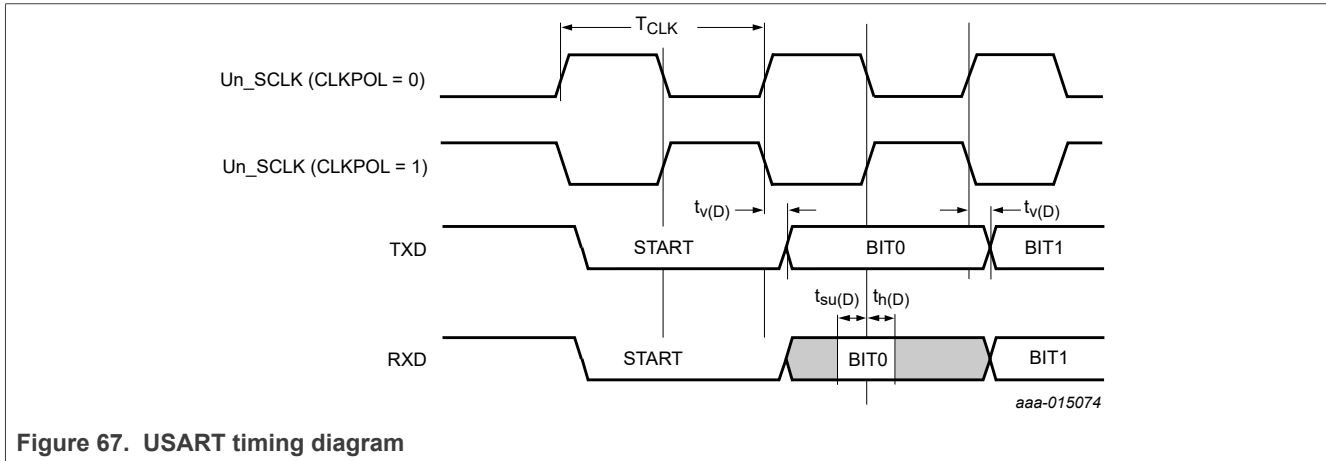 TCLK
Un_SCLK (CLKPOL = 0)
Un_SCLK (CLKPOL = 1)
tv(D) tv(D)
TXD START BIT0 BIT1
tsu(D) th(D)
RXD START BIT0 BIT1
aaa-015074
Figure 67. USART timing diagram